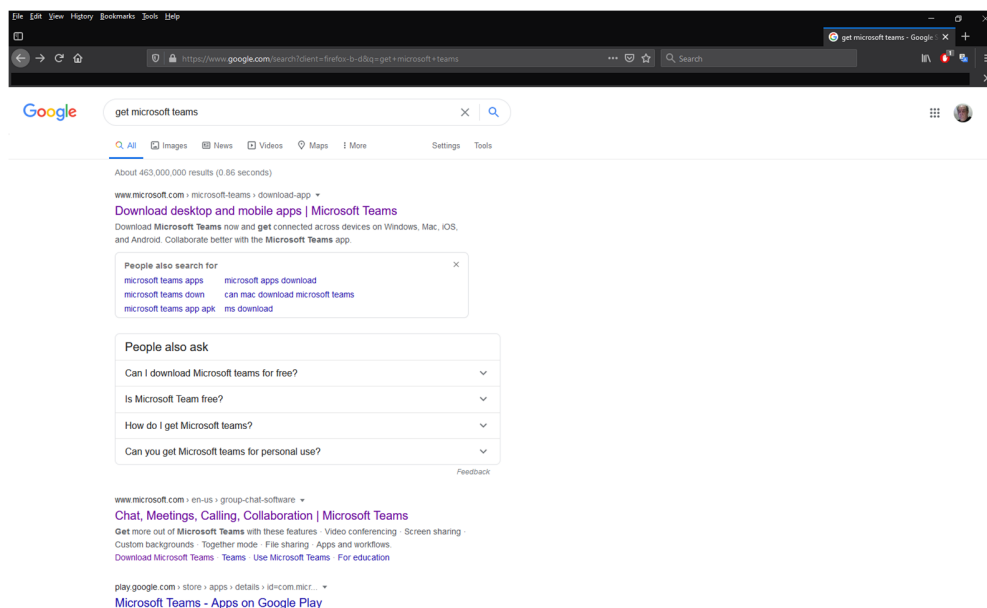 File Edit View History Bookmarks Tools Help
get microsoft teams - Google S
https://www.google.com/search?client=firefox-b-d&q=get+microsoft+teams
Search
1
Google
get microsoft teams
All Images News Videos Maps More Settings Tools
About 463,000,000 results (0.86 seconds)
www.microsoft.com › microsoft-teams › download-app
Download desktop and mobile apps | Microsoft Teams
Download Microsoft Teams now and get connected across devices on Windows, Mac, iOS,
and Android. Collaborate better with the Microsoft Teams app.
People also search for
microsoft teams apps microsoft apps download
microsoft teams down can mac download microsoft teams
microsoft teams app apk ms download
People also ask
Can I download Microsoft teams for free?
Is Microsoft Team free?
How do I get Microsoft teams?
Can you get Microsoft teams for personal use?
Feedback
www.microsoft.com › en-us › group-chat-software
Chat, Meetings, Calling, Collaboration | Microsoft Teams
Get more out of Microsoft Teams with these features · Video conferencing · Screen sharing ·
Custom backgrounds · Together mode · File sharing · Apps and workflows.
Download Microsoft Teams · Teams · Use Microsoft Teams · For education
play.google.com › store › apps › details › id=com.micr...
Microsoft Teams - Apps on Google Play